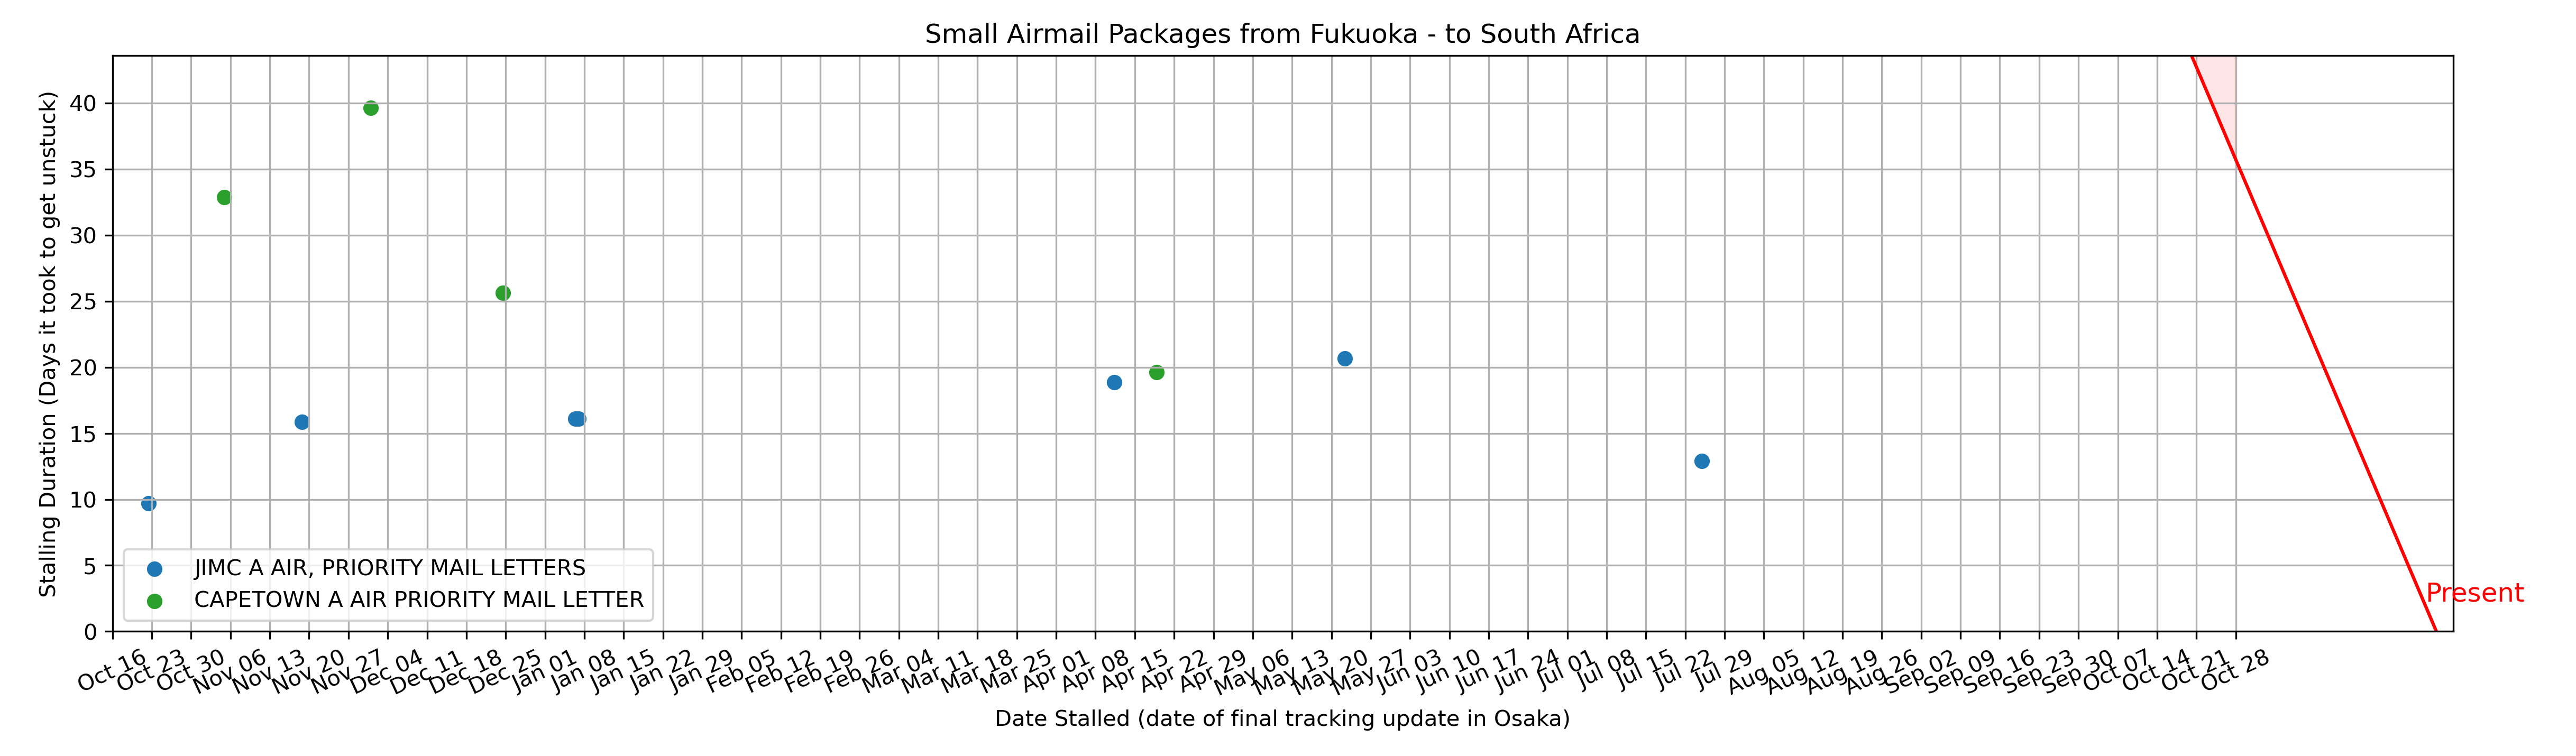 Small Airmail Packages from Fukuoka - to South Africa
Stalling Duration (Days it took to get unstuck)
40
35
30
25
20
15
10
5
0
JIMC A AIR, PRIORITY MAIL LETTERS
CAPETOWN A AIR PRIORITY MAIL LETTER
Present
Oct 16
Oct 23
Oct 30
Nov 06
Nov 13
Nov 20
Nov 27
Dec 04
Dec 11
Dec 18
Dec 25
Jan 01
Jan 08
Jan 15
Jan 22
Jan 29
Feb 05
Feb 12
Feb 19
Feb 26
Mar 04
Mar 11
Mar 18
Mar 25
Apr 01
Apr 08
Apr 15
Apr 22
Apr 29
May 06
May 13
May 20
May 27
Jun 03
Jun 10
Jun 17
Jun 24
Jul 01
Jul 08
Jul 15
Jul 22
Jul 29
Aug 05
Aug 12
Aug 19
Aug 26
Sep 02
Sep 09
Sep 16
Sep 23
Sep 30
Oct 07
Oct 14
Oct 21
Oct 28
Date Stalled (date of final tracking update in Osaka)